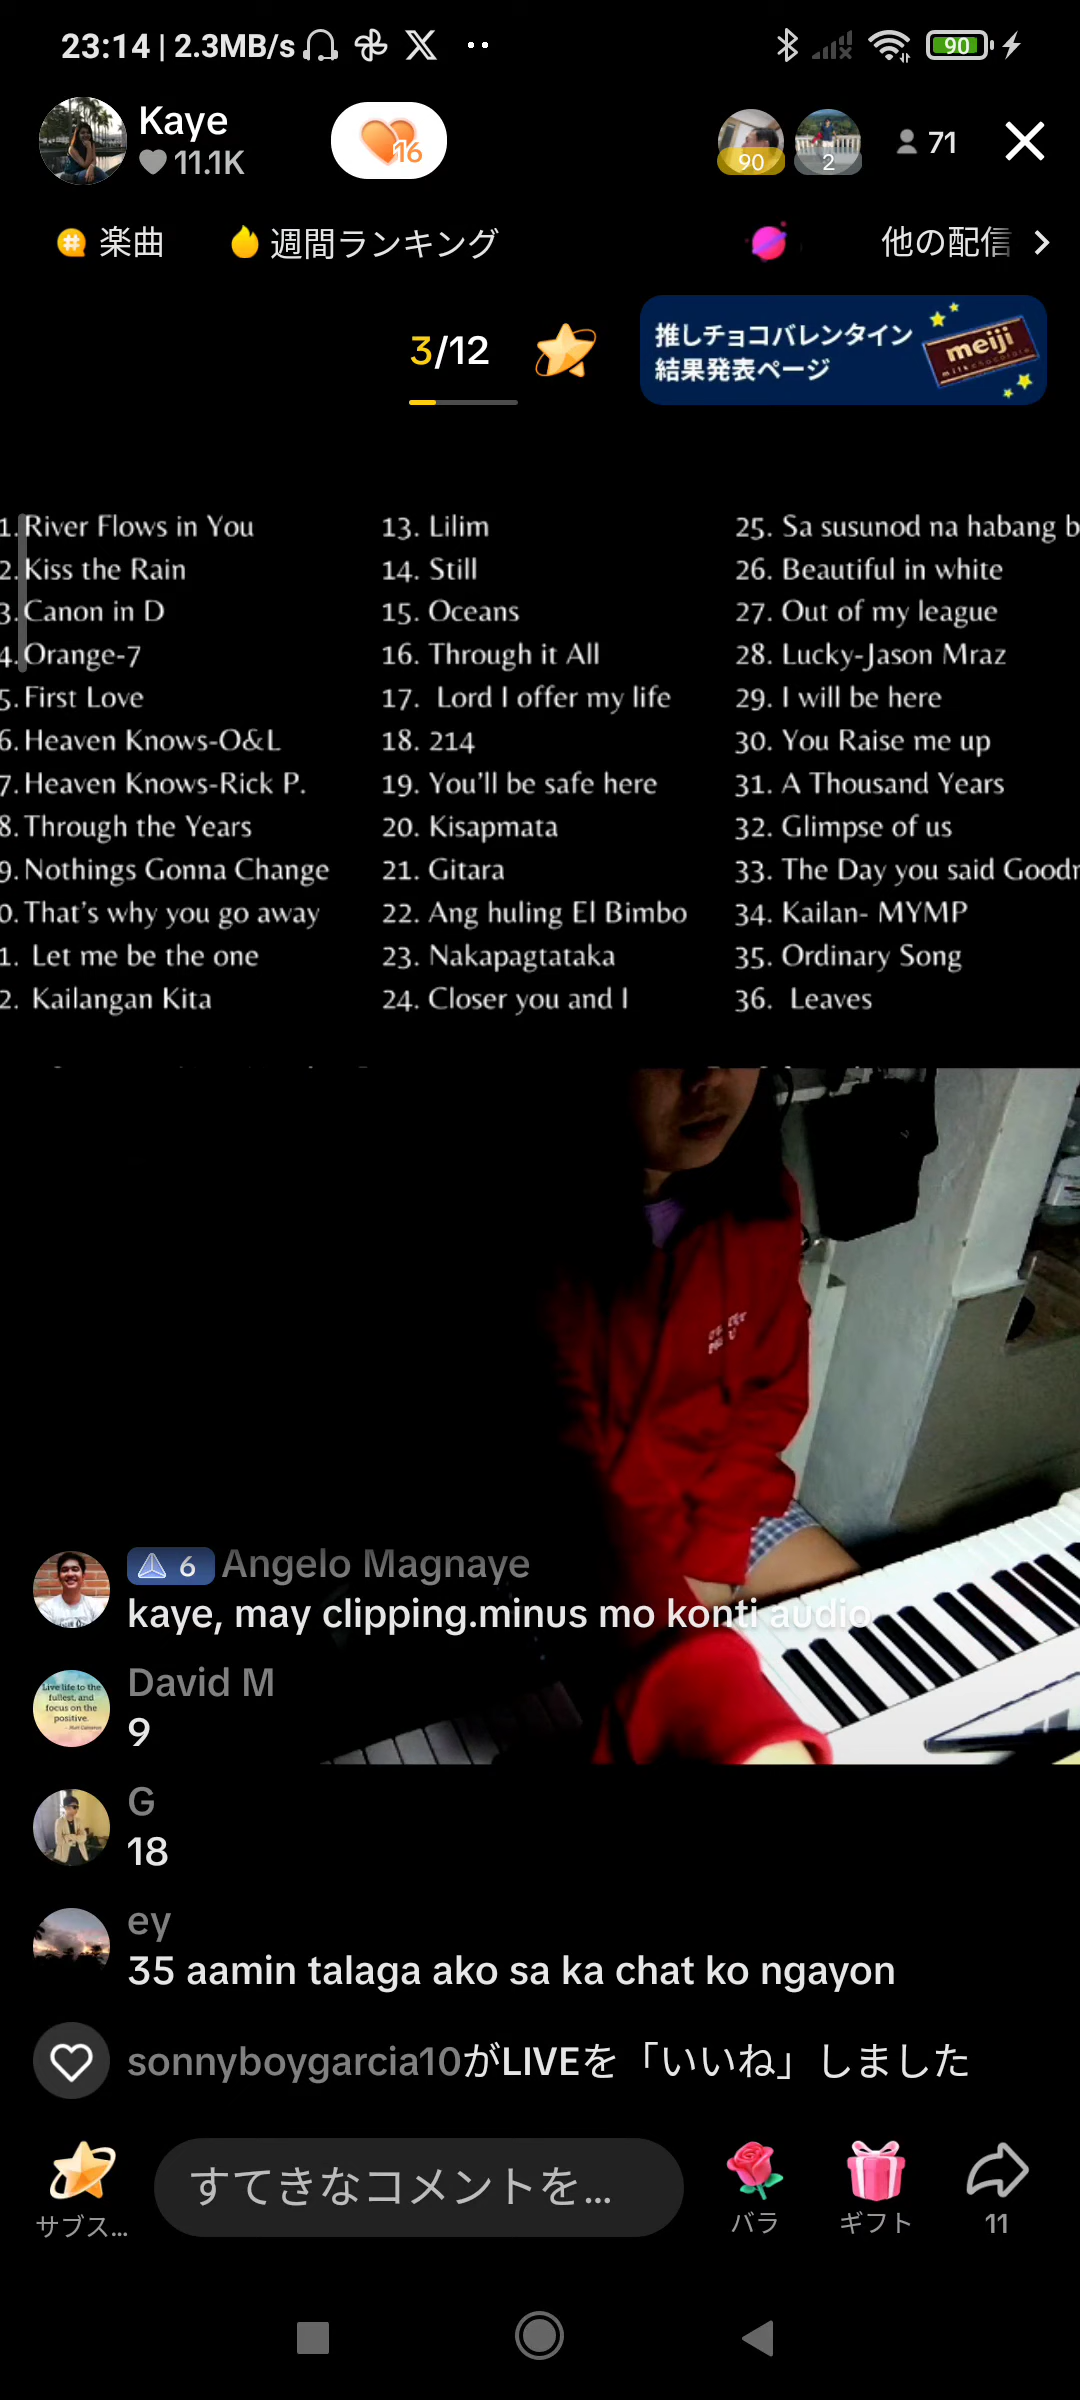 23:14 | 2.3MB/s
90
Kaye
11.1K
16
90
2
71
楽曲
週間ランキング
他の配信
3/12
推しチョコバレンタイン
結果発表ページ
meiji
milk chocolate
1. River Flows in You
2. Kiss the Rain
3. Canon in D
4. Orange-7
5. First Love
6. Heaven Knows-O&L
7. Heaven Knows-Rick P.
8. Through the Years
9. Nothings Gonna Change
0. That's why you go away
1. Let me be the one
2. Kailangan Kita
13. Lilim
14. Still
15. Oceans
16. Through it All
17. Lord I offer my life
18. 214
19. You'll be safe here
20. Kisapmata
21. Gitara
22. Ang huling El Bimbo
23. Nakapagtataka
24. Closer you and I
25. Sa susunod na habang b
26. Beautiful in white
27. Out of my league
28. Lucky-Jason Mraz
29. I will be here
30. You Raise me up
31. A Thousand Years
32. Glimpse of us
33. The Day you said Goodn
34. Kailan- MYMP
35. Ordinary Song
36. Leaves
6 Angelo Magnaye
kaye, may clipping.minus mo konti audio
Live life to the
fullest, and
focus on the
positive.
David M
9
G
18
ey
35 aamin talaga ako sa ka chat ko ngayon
sonnyboygarcia10がLIVEを「いいね」しました
すてきなコメントを...
サブス...
バラ
ギフト
11